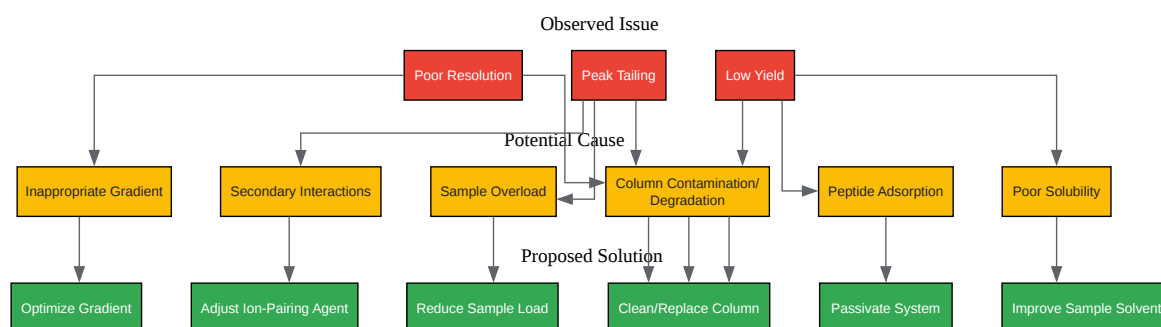 Observed Issue
Poor Resolution
Peak Tailing
Low Yield
Potential Cause
Inappropriate Gradient
Secondary Interactions
Sample Overload
Column Contamination/
Degradation
Peptide Adsorption
Poor Solubility
Proposed Solution
Optimize Gradient
Adjust Ion-Pairing Agent
Reduce Sample Load
Clean/Replace Column
Passivate System
Improve Sample Solvent